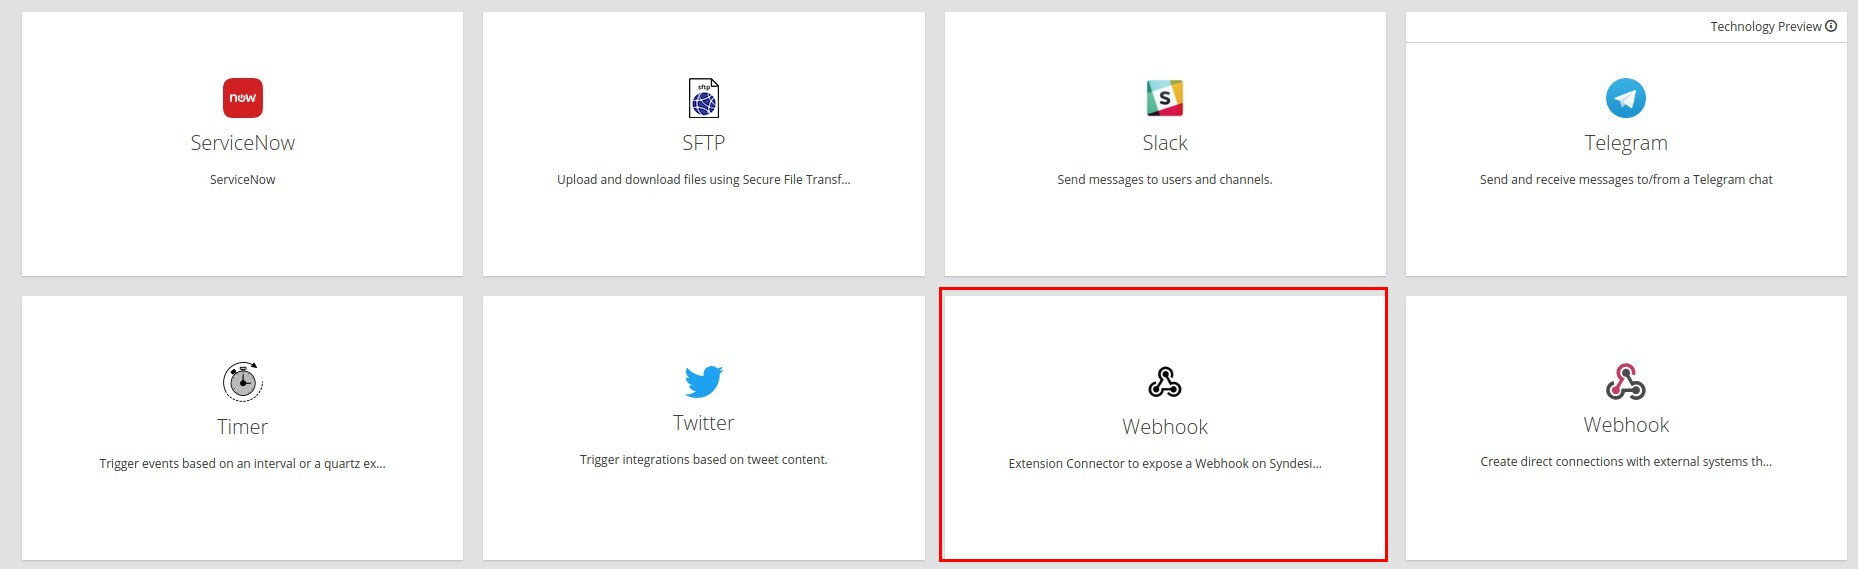 Technology Preview
now
ServiceNow
ServiceNow
sftp
SFTP
Upload and download files using Secure File Transf...
S
Slack
Send messages to users and channels.
Telegram
Send and receive messages to/from a Telegram chat
Timer
Trigger events based on an interval or a quartz ex...
Twitter
Trigger integrations based on tweet content.
Webhook
Extension Connector to expose a Webhook on Syndesi...
Webhook
Create direct connections with external systems th...